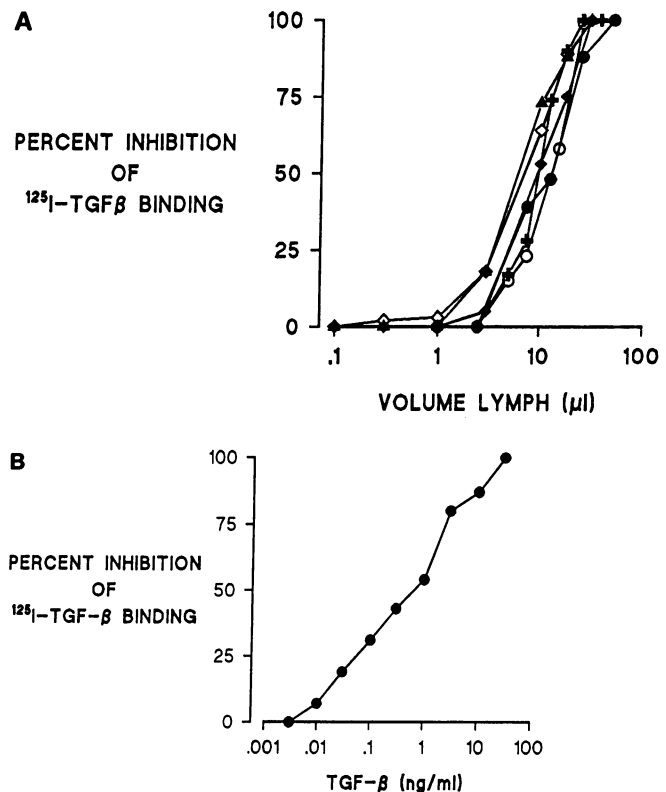 A
100
75
50
25
0
PERCENT INHIBITION
OF
¹²⁵I-TGFβ BINDING
.1 1 10 100
VOLUME LYMPH (μl)
B
100
75
50
25
0
PERCENT INHIBITION
OF
¹²⁵I-TGF-β BINDING
.001 .01 .1 1 10 100
TGF-β (ng/ml)